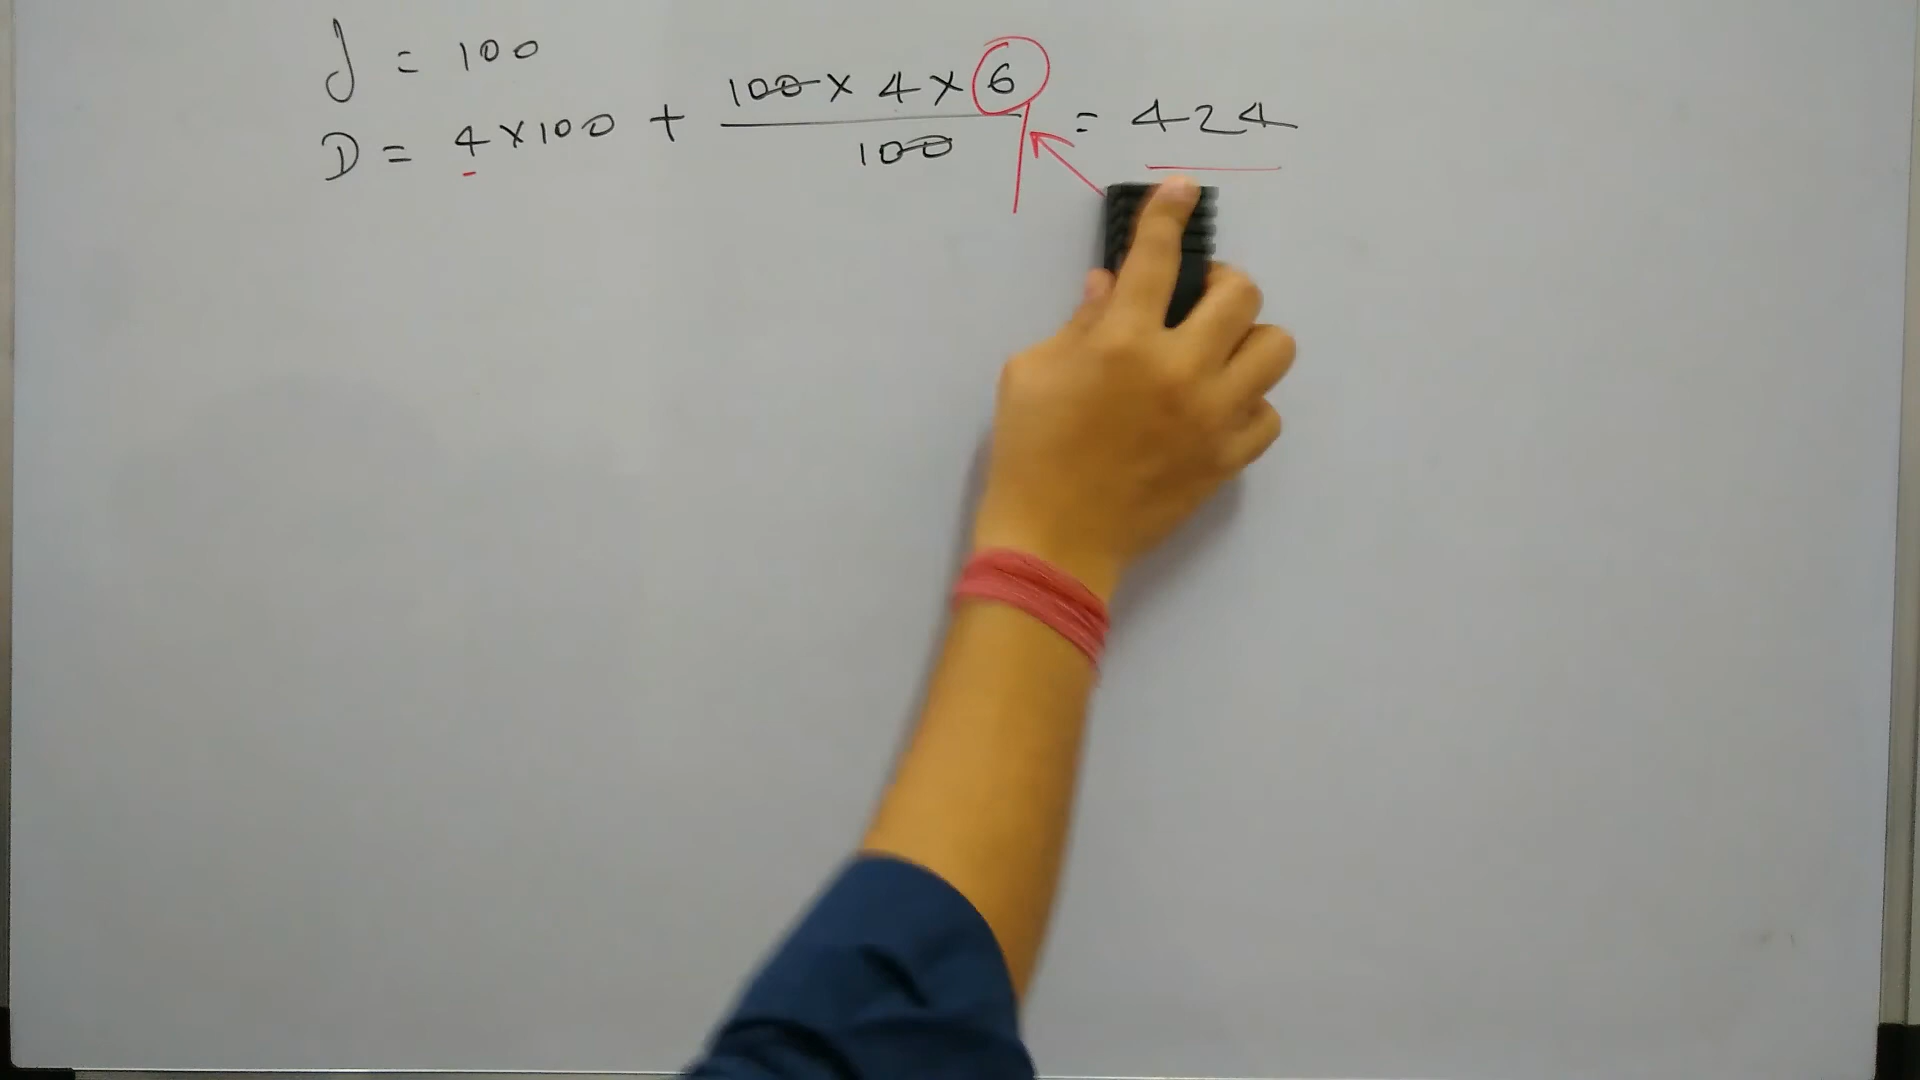 J = 100
D = 4 × 100 + 100 × 4 × 6 / 100 = 424